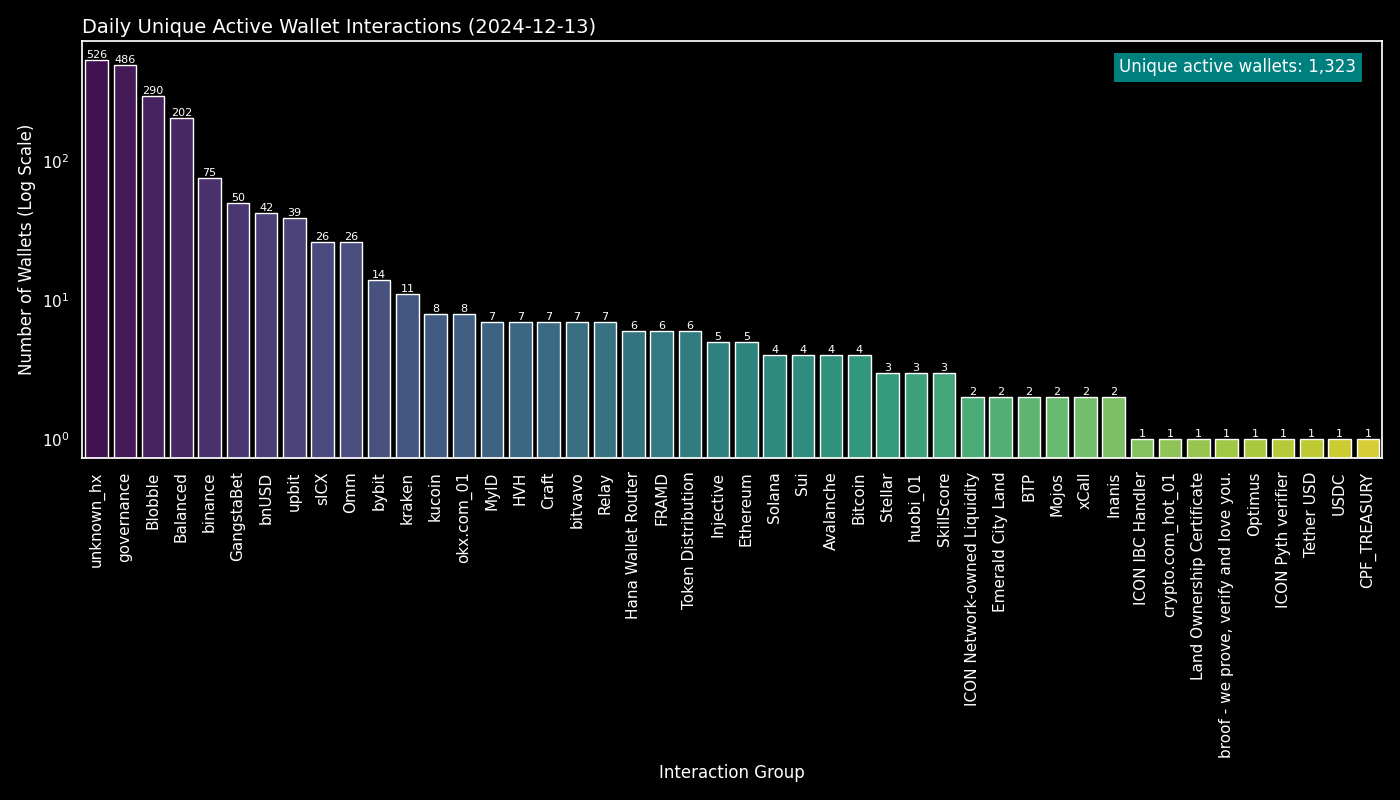 Daily Unique Active Wallet Interactions (2024-12-13)
Unique active wallets: 1,323
Number of Wallets (Log Scale)
10²
10¹
10⁰
526
486
290
202
75
50
42
39
26
26
14
11
8
8
7
7
7
7
7
6
6
6
5
5
4
4
4
4
3
3
3
2
2
2
2
2
2
1
1
1
1
1
1
1
1
1
unknown_hx
governance
Blobble
Balanced
binance
GangstaBet
bnUSD
upbit
sICX
Omm
bybit
kraken
kucoin
okx.com_01
MyID
HVH
Craft
bitvavo
Relay
Hana Wallet Router
FRAMD
Token Distribution
Injective
Ethereum
Solana
Sui
Avalanche
Bitcoin
Stellar
huobi_01
SkillScore
ICON Network-owned Liquidity
Emerald City Land
BTP
Mojos
xCall
Inanis
ICON IBC Handler
crypto.com_hot_01
Land Ownership Certificate
broof - we prove, verify and love you.
Optimus
ICON Pyth verifier
Tether USD
USDC
CPF_TREASURY
Interaction Group